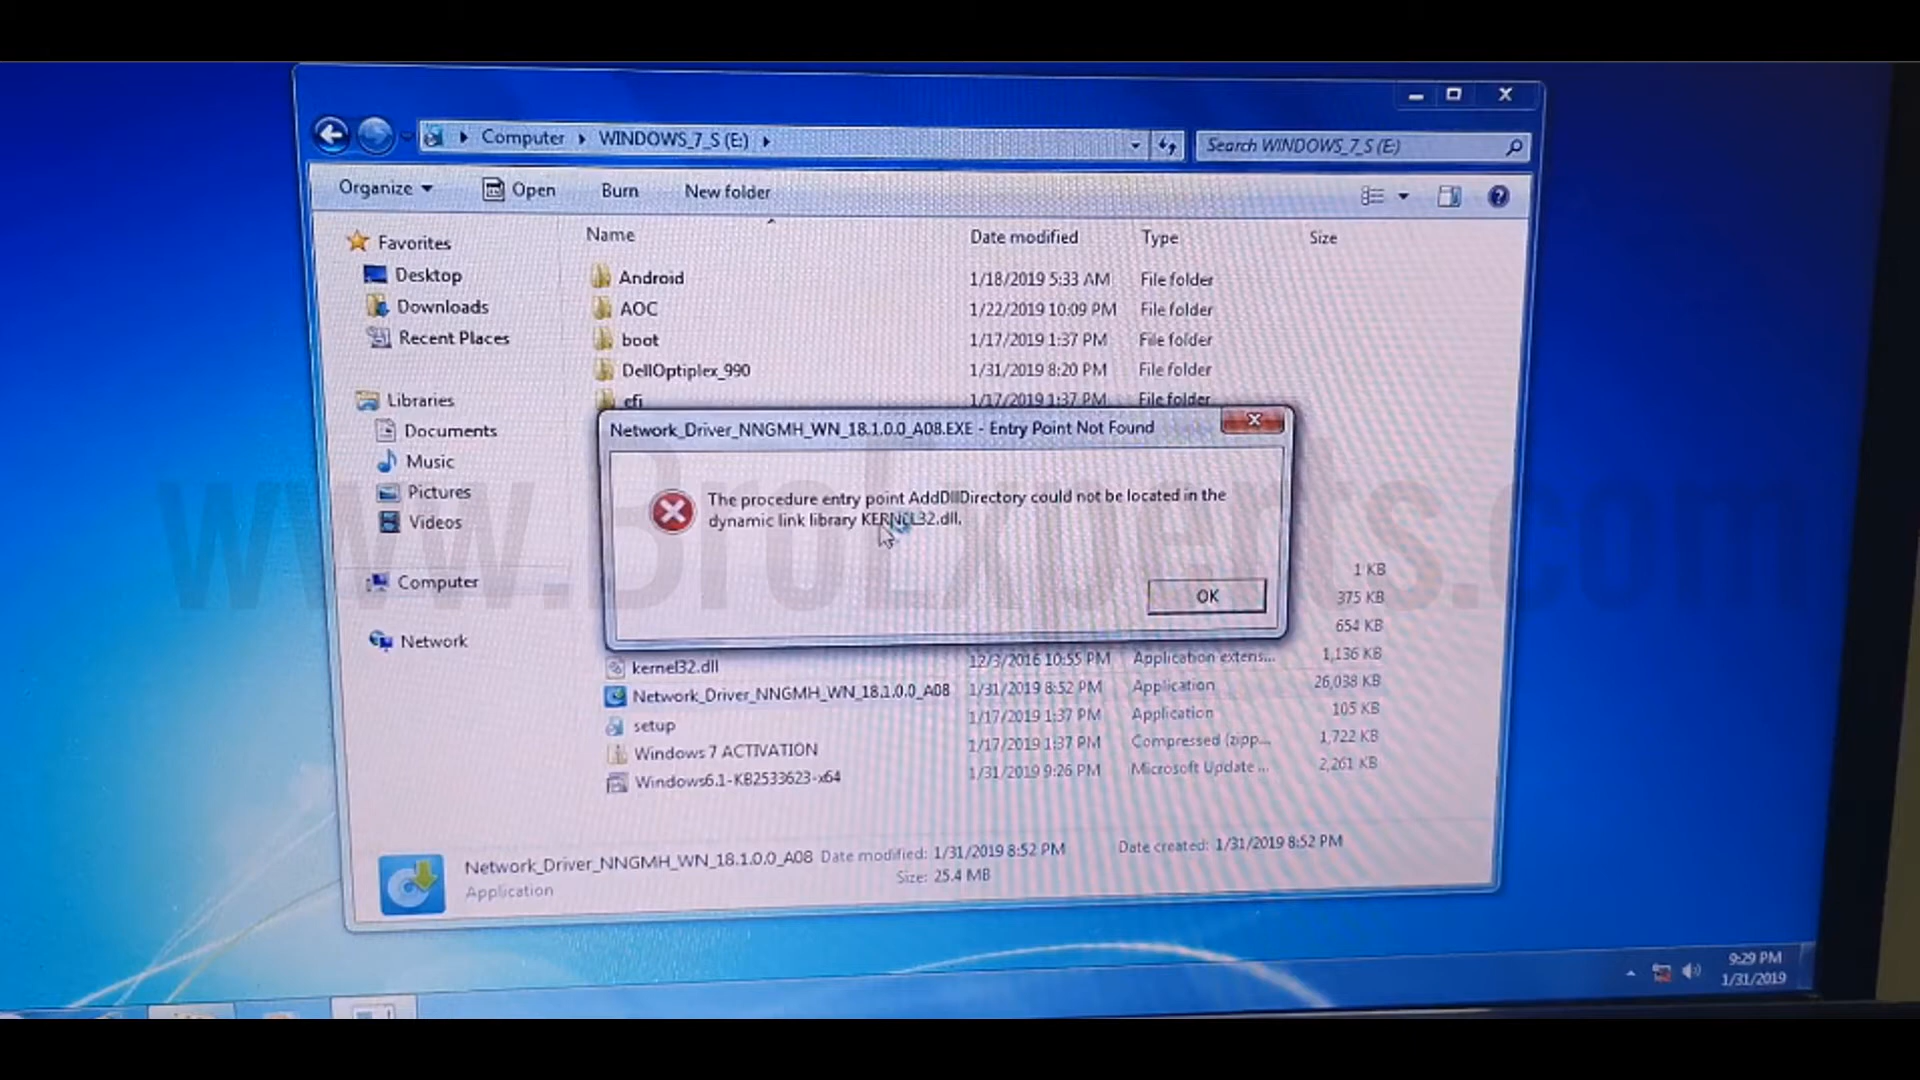 Computer WINDOWS_7_S (E:)
Search WINDOWS_7_S (E:)
Organize Open Burn New folder
Name Date modified Type Size
Favorites
Desktop
Downloads
Recent Places
Libraries
Documents
Music
Pictures
Videos
Computer
Network
Android 1/18/2019 5:33 AM File folder
AOC 1/22/2019 10:09 PM File folder
boot 1/17/2019 1:37 PM File folder
DellOptiplex_990 1/31/2019 8:20 PM File folder
efi 1/17/2019 1:37 PM File folder
Network_Driver_NNGMH_WN_18.1.0.0_A08.EXE - Entry Point Not Found
The procedure entry point AddDllDirectory could not be located in the
dynamic link library KERNEL32.dll.
OK
1 KB
375 KB
654 KB
kernel32.dll 12/3/2016 10:55 PM Application extens... 1,136 KB
Network_Driver_NNGMH_WN_18.1.0.0_A08 1/31/2019 8:52 PM Application 26,038 KB
setup 1/17/2019 1:37 PM Application 105 KB
Windows 7 ACTIVATION 1/17/2019 1:37 PM Compressed (zipp... 1,722 KB
Windows6.1-KB2533623-x64 1/31/2019 9:26 PM Microsoft Update ... 2,261 KB
Network_Driver_NNGMH_WN_18.1.0.0_A08 Date modified: 1/31/2019 8:52 PM Date created: 1/31/2019 8:52 PM
Application Size: 25.4 MB
9:29 PM
1/31/2019